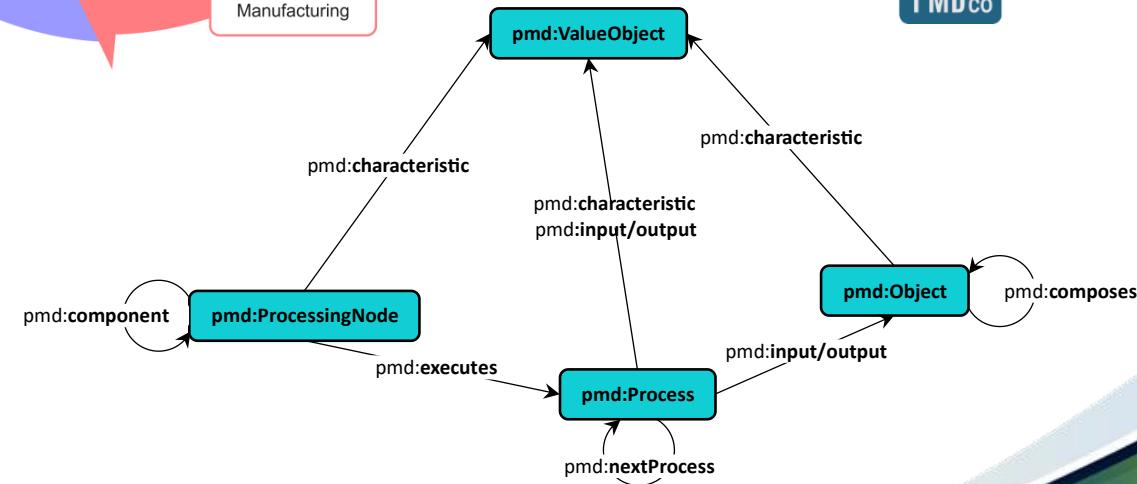 Manufacturing
PMDco
pmd:ValueObject
pmd:characteristic
pmd:characteristic
pmd:characteristic
pmd:input/output
pmd:Object
pmd:composes
pmd:component
pmd:ProcessingNode
pmd:input/output
pmd:executes
pmd:Process
pmd:nextProcess